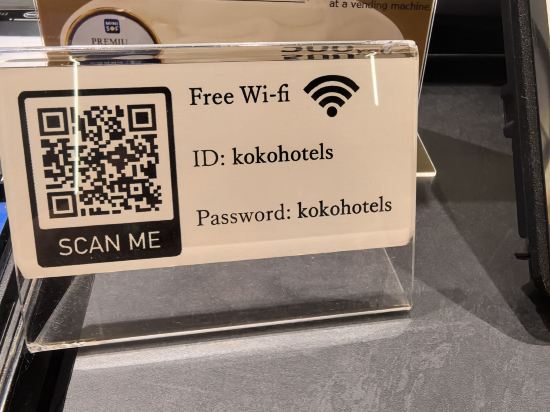 at a vending machine
PREMIU
Free Wi-fi
ID: kokohotels
Password: kokohotels
SCAN ME